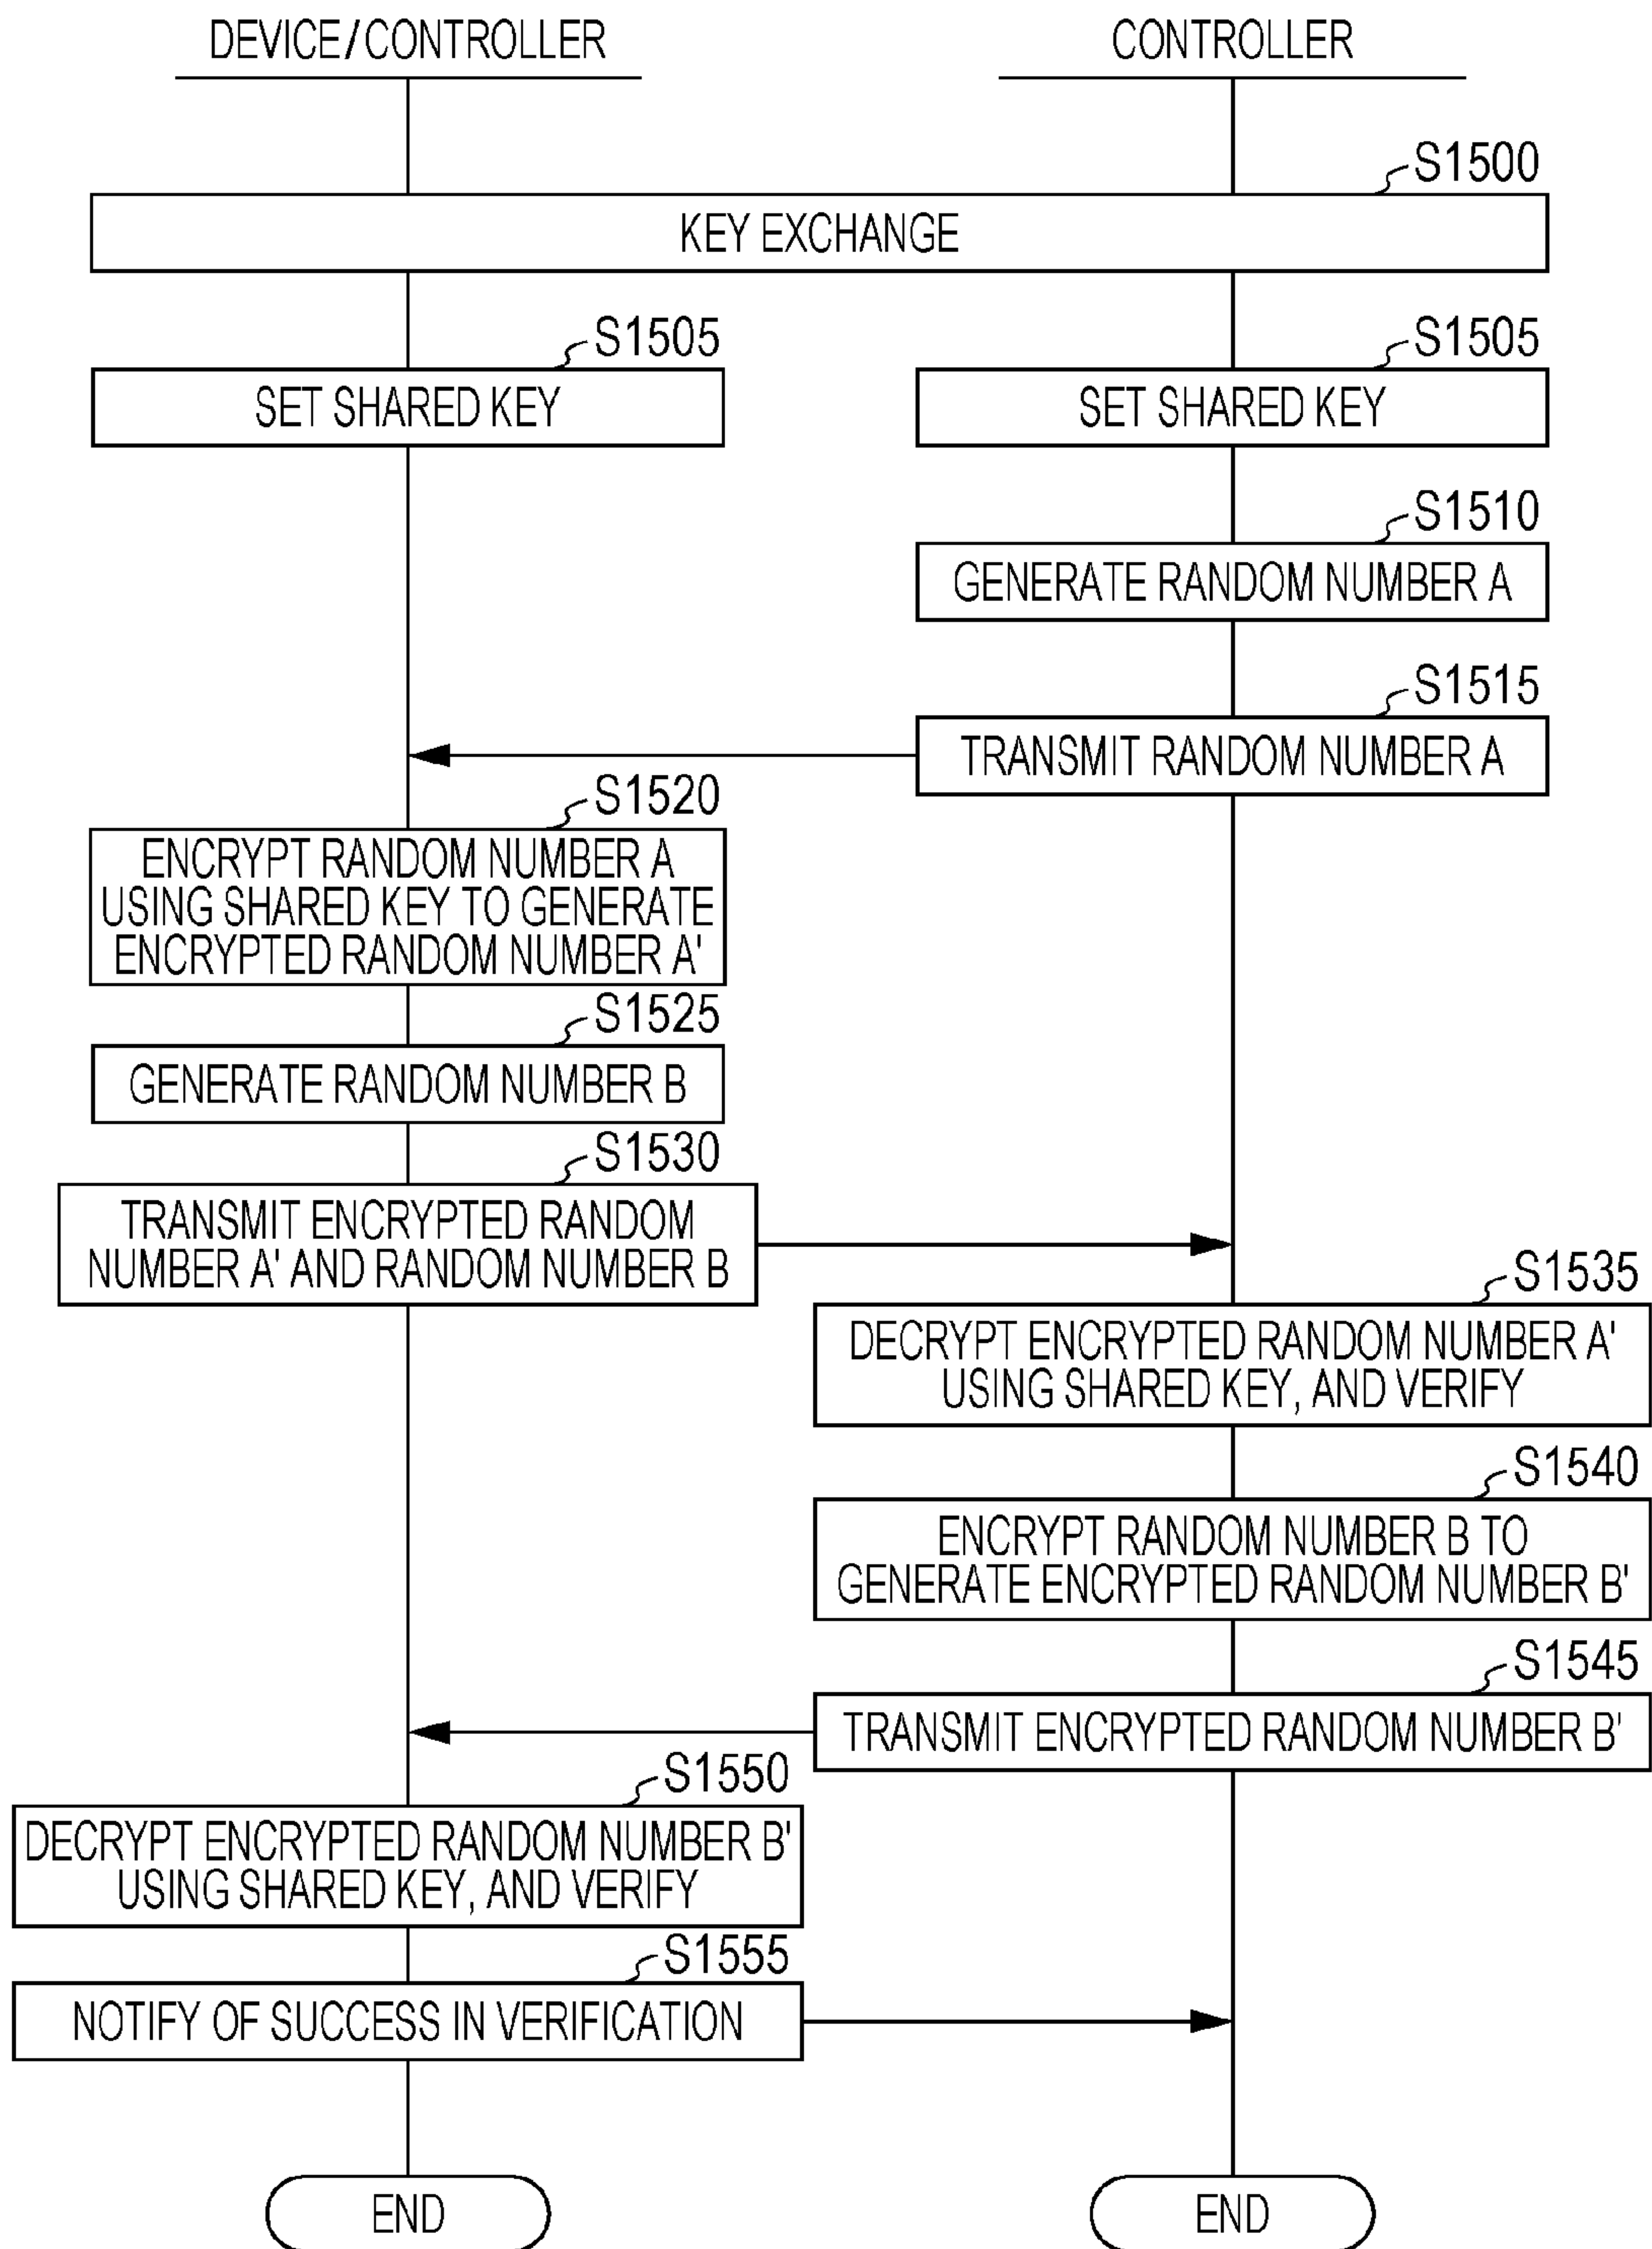 DEVICE/CONTROLLER
CONTROLLER
S1500
KEY EXCHANGE
S1505
SET SHARED KEY
S1505
SET SHARED KEY
S1510
GENERATE RANDOM NUMBER A
S1515
TRANSMIT RANDOM NUMBER A
S1520
ENCRYPT RANDOM NUMBER A
USING SHARED KEY TO GENERATE
ENCRYPTED RANDOM NUMBER A'
S1525
GENERATE RANDOM NUMBER B
S1530
TRANSMIT ENCRYPTED RANDOM
NUMBER A' AND RANDOM NUMBER B
S1535
DECRYPT ENCRYPTED RANDOM NUMBER A'
USING SHARED KEY, AND VERIFY
S1540
ENCRYPT RANDOM NUMBER B TO
GENERATE ENCRYPTED RANDOM NUMBER B'
S1545
TRANSMIT ENCRYPTED RANDOM NUMBER B'
S1550
DECRYPT ENCRYPTED RANDOM NUMBER B'
USING SHARED KEY, AND VERIFY
S1555
NOTIFY OF SUCCESS IN VERIFICATION
END
END